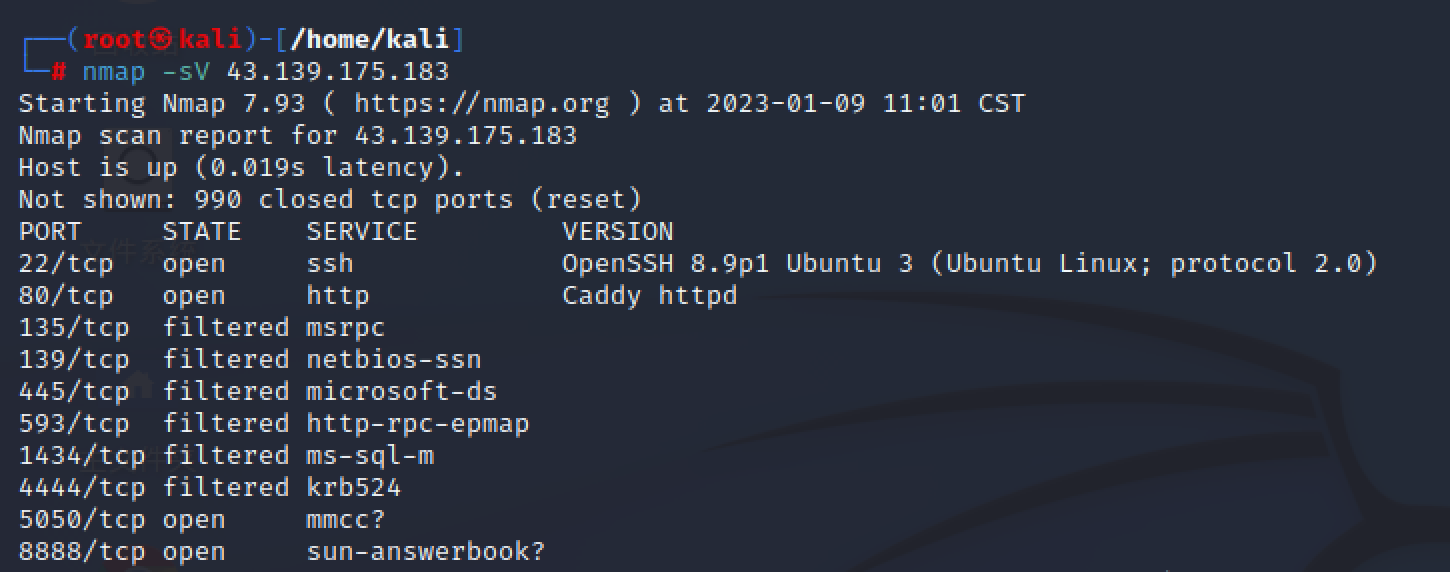 ┌──(root㉿kali)-[/home/kali]
└─# nmap -sV 43.139.175.183
Starting Nmap 7.93 ( https://nmap.org ) at 2023-01-09 11:01 CST
Nmap scan report for 43.139.175.183
Host is up (0.019s latency).
Not shown: 990 closed tcp ports (reset)
PORT     STATE    SERVICE         VERSION
22/tcp   open     ssh             OpenSSH 8.9p1 Ubuntu 3 (Ubuntu Linux; protocol 2.0)
80/tcp   open     http            Caddy httpd
135/tcp  filtered msrpc
139/tcp  filtered netbios-ssn
445/tcp  filtered microsoft-ds
593/tcp  filtered http-rpc-epmap
1434/tcp filtered ms-sql-m
4444/tcp filtered krb524
5050/tcp open     mmcc?
8888/tcp open     sun-answerbook?